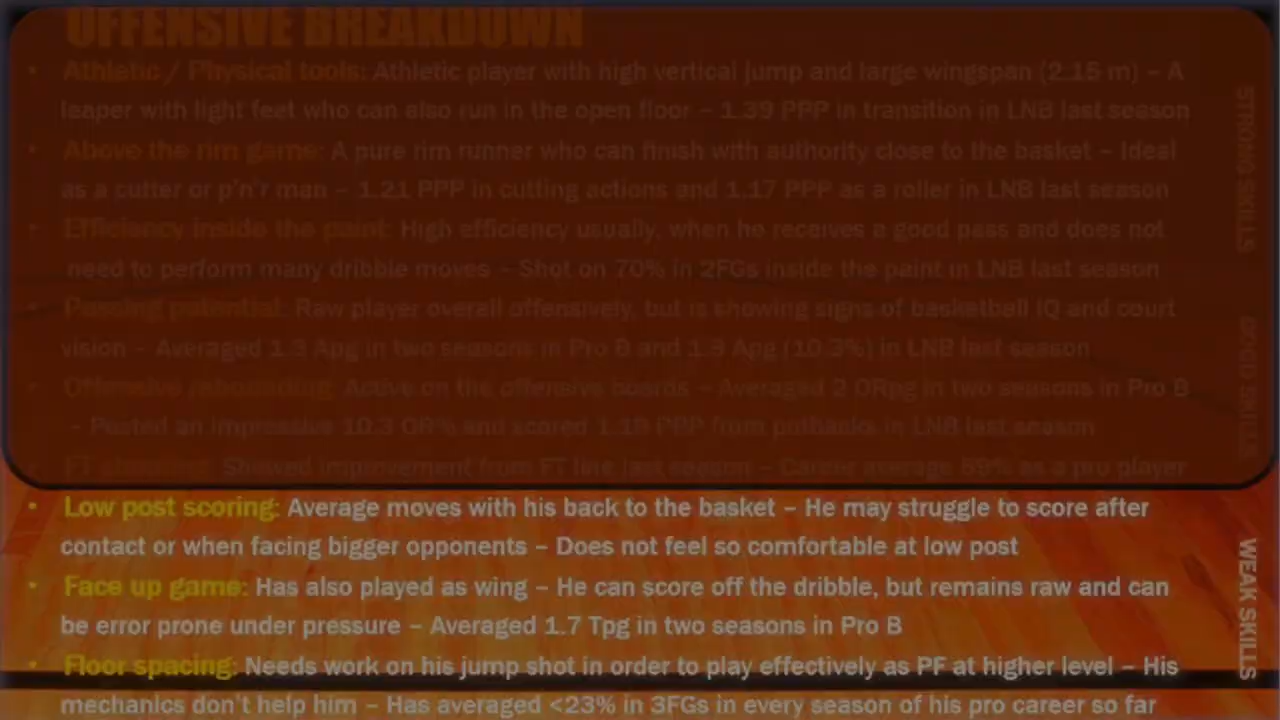 OFFENSIVE BREAKDOWN
• Athletic / Physical tools: Athletic player with high vertical jump and large wingspan (2.15 m) – A
leaper with light feet who can also run in the open floor – 1.39 PPP in transition in LNB last season
• Above the rim game: A pure rim runner who can finish with authority close to the basket – Ideal
as a cutter or p'n'r man – 1.21 PPP in cutting actions and 1.17 PPP as a roller in LNB last season
• Efficiency inside the paint: High efficiency usually, when he receives a good pass and does not
need to perform many dribble moves – Shot on 70% in 2FGs inside the paint in LNB last season
• Passing potential: Raw player overall offensively, but is showing signs of basketball IQ and court
vision – Averaged 1.3 Apg in two seasons in Pro B and 1.9 Apg (10.3%) in LNB last season
• Offensive rebounding: Active on the offensive boards – Averaged 2 ORpg in two seasons in Pro B
– Posted an impressive 10.3 OR% and scored 1.18 PPP from putbacks in LNB last season
FT shooting: Showed improvement from FT line last season – Career average 59% as a pro player
• Low post scoring: Average moves with his back to the basket – He may struggle to score after
contact or when facing bigger opponents – Does not feel so comfortable at low post
• Face up game: Has also played as wing – He can score off the dribble, but remains raw and can
be error prone under pressure – Averaged 1.7 Tpg in two seasons in Pro B
• Floor spacing: Needs work on his jump shot in order to play effectively as PF at higher level – His
mechanics don't help him – Has averaged <23% in 3FGs in every season of his pro career so far
STRONG SKILLS
GOOD SKILLS
WEAK SKILLS